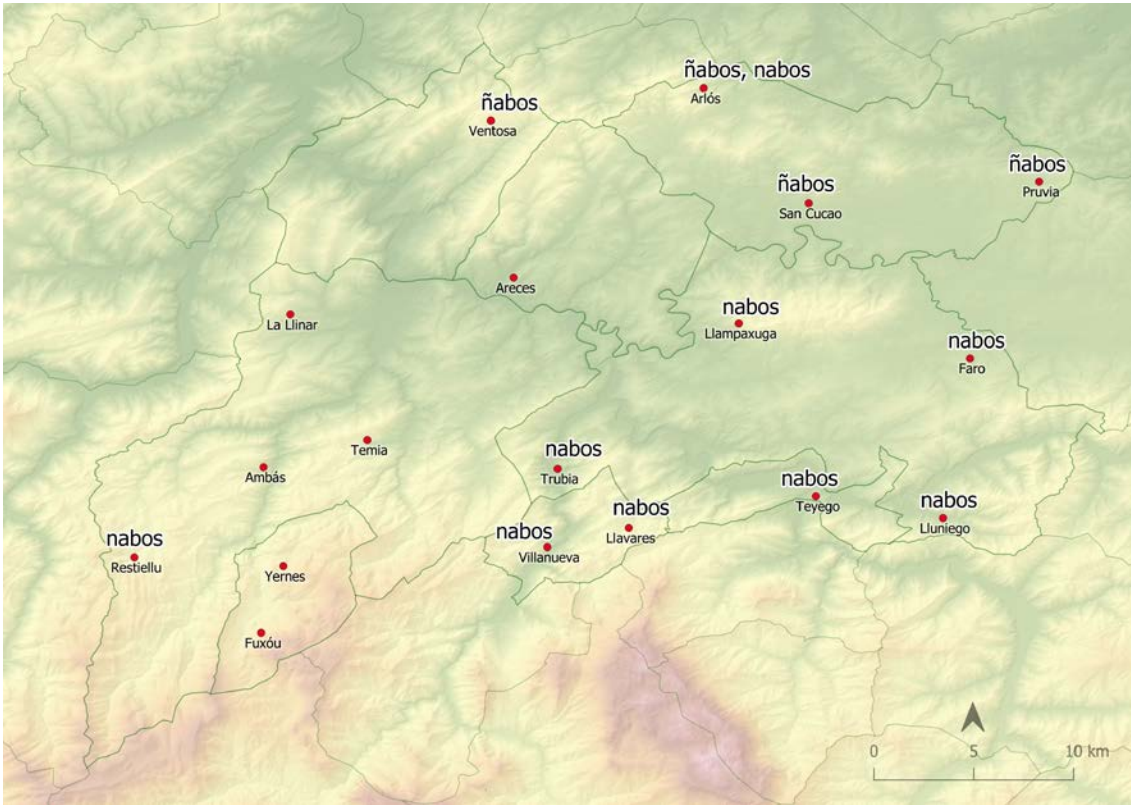 ñabos, nabos
Arlós
ñabos
Ventosa
ñabos
Pruvia
ñabos
San Cucao
Areces
La Llinar
nabos
Llampaxuga
nabos
Faro
Temia
Ambás
nabos
Trubia
nabos
Teyego
nabos
Lluniego
nabos
Llavares
nabos
Villanueva
nabos
Restiellu
Yernes
Fuxóu
0 5 10 km